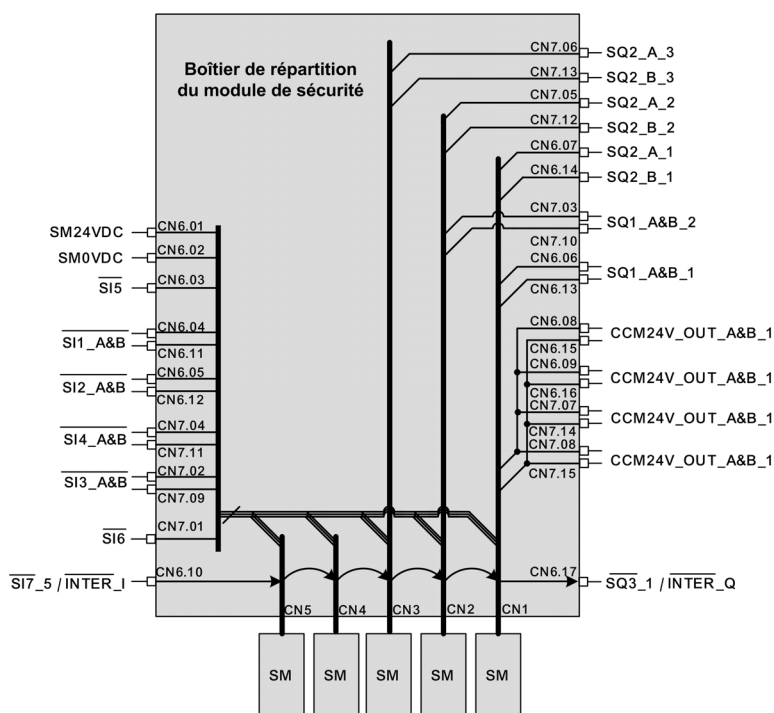 Boîtier de répartition
du module de sécurité
SM24VDC CN6.01
SM0VDC CN6.02
SI5 CN6.03
SI1_A&B CN6.04
CN6.11
SI2_A&B CN6.05
CN6.12
SI4_A&B CN7.04
CN7.11
SI3_A&B CN7.02
CN7.09
SI6 CN7.01
SI7_5 / INTER_I CN6.10
CN7.06 SQ2_A_3
CN7.13 SQ2_B_3
CN7.05 SQ2_A_2
CN7.12 SQ2_B_2
CN6.07 SQ2_A_1
CN6.14 SQ2_B_1
CN7.03 SQ1_A&B_2
CN7.10
CN6.06 SQ1_A&B_1
CN6.13
CN6.08 CCM24V_OUT_A&B_1
CN6.15
CN6.09 CCM24V_OUT_A&B_1
CN6.16
CN7.07 CCM24V_OUT_A&B_1
CN7.14
CN7.08 CCM24V_OUT_A&B_1
CN7.15
CN6.17 SQ3_1 / INTER_Q
CN5 CN4 CN3 CN2 CN1
SM SM SM SM SM